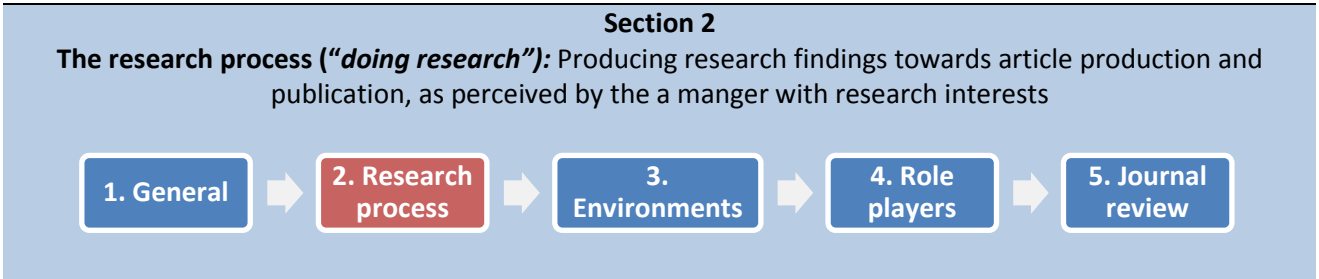 Section 2
The research process (“doing research”): Producing research findings towards article production and
publication, as perceived by the a manger with research interests
1. General
2. Research
process
3.
Environments
4. Role
players
5. Journal
review